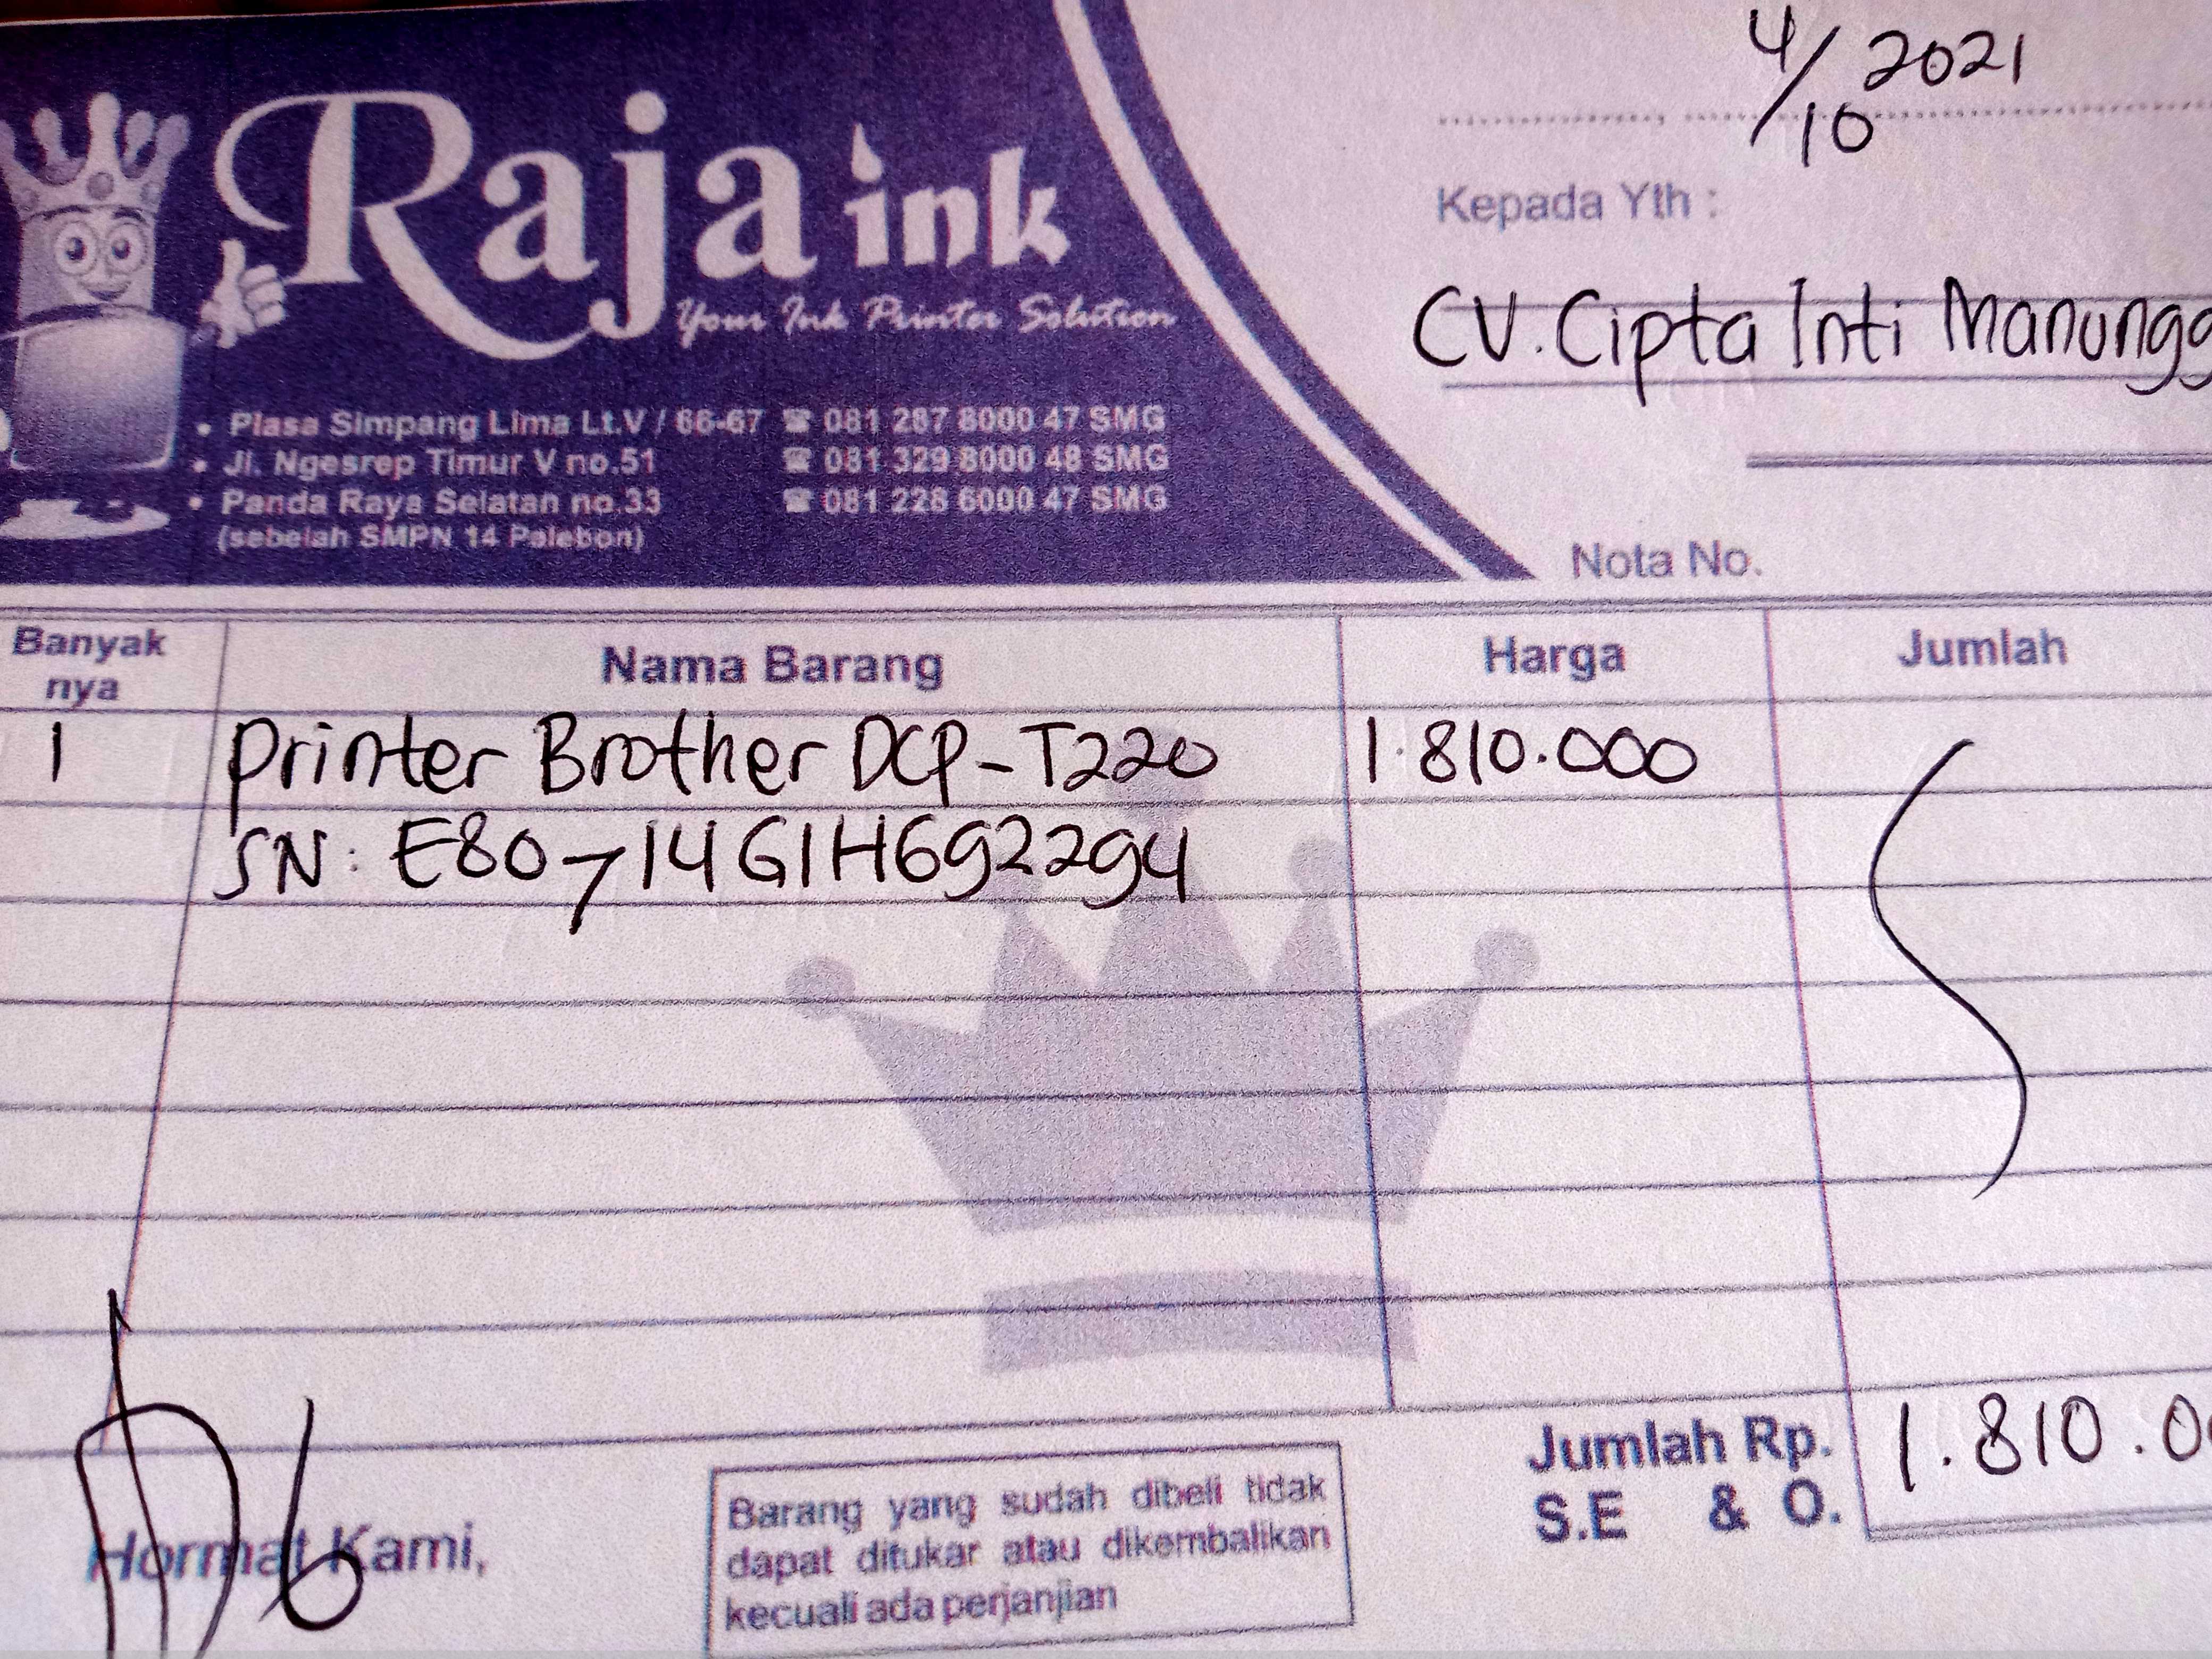 4/10 2021
Raja ink
Your Ink Printer Solution
Kepada Yth :
CV. Cipta Inti Manungg
• Plasa Simpang Lima Lt.V / 66-67 ☎ 081 287 8000 47 SMG
• Jl. Ngesrep Timur V no.51 ☎ 081 329 8000 48 SMG
• Panda Raya Selatan no.33 ☎ 081 228 6000 47 SMG
(sebelah SMPN 14 Palebon)
Nota No.
Banyak
nya
Nama Barang
Harga
Jumlah
1 Printer Brother DCP-T220 1.810.000
SN: E80-14G1H692294
Jumlah Rp. 1.810.0
S.E & O.
Hormat Kami,
Barang yang sudah dibeli tidak
dapat ditukar atau dikembalikan
kecuali ada perjanjian